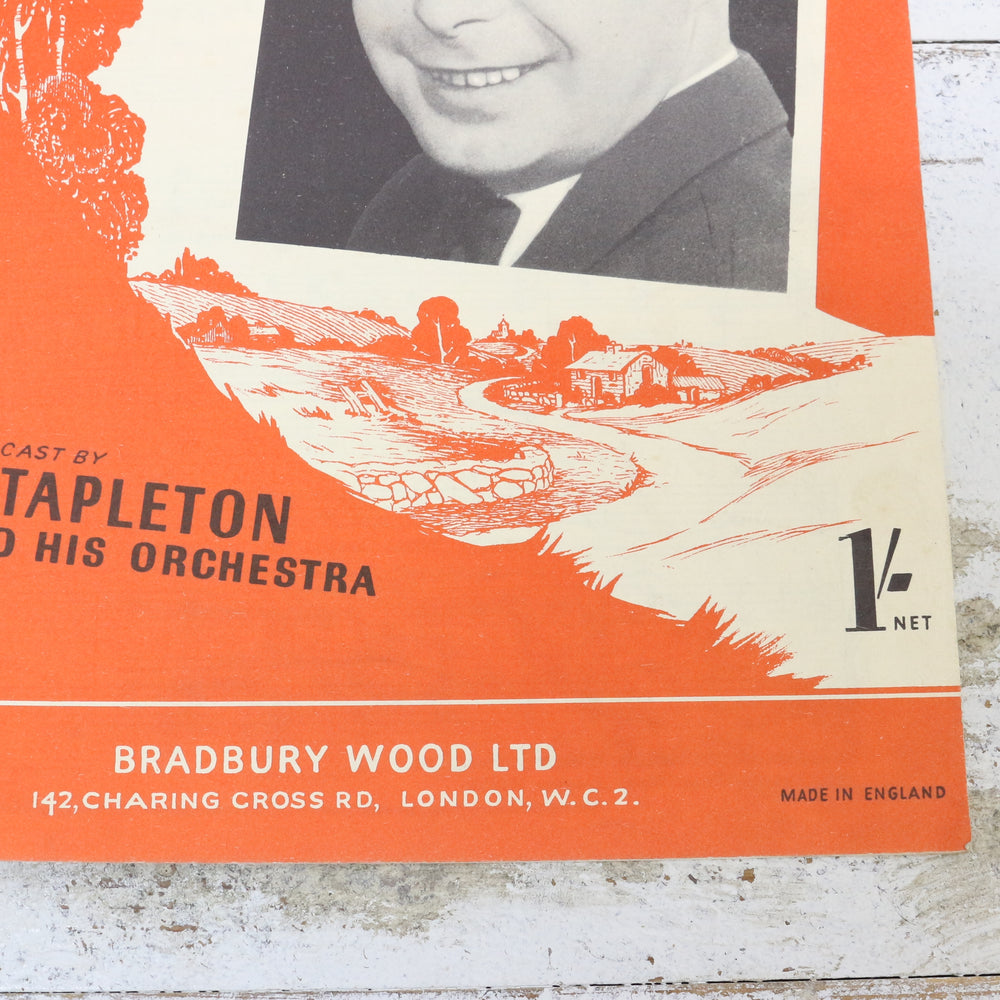 CAST BY
TAPLETON
D HIS ORCHESTRA
1/-
NET
BRADBURY WOOD LTD
142, CHARING CROSS RD, LONDON, W.C.2.
MADE IN ENGLAND